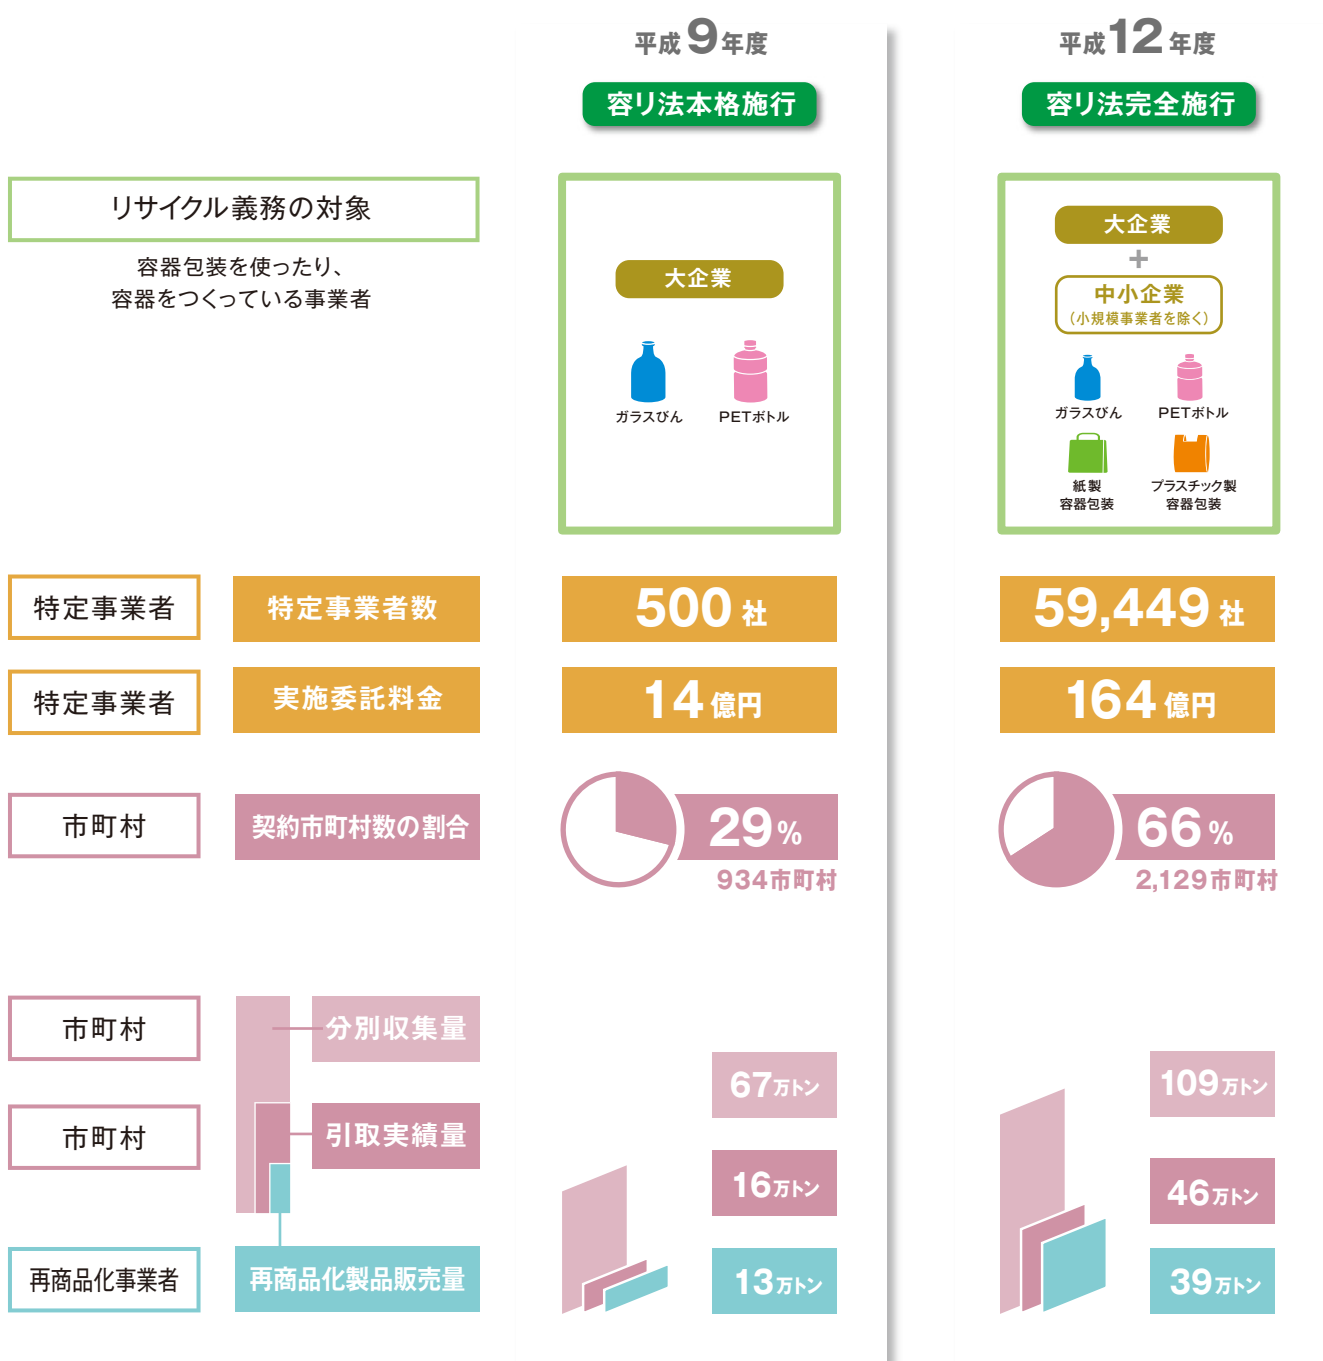 平成9年度
平成12年度
容リ法本格施行
容リ法完全施行
リサイクル義務の対象
容器包装を使ったり、
容器をつくっている事業者
大企業
ガラスびん
PETボトル
大企業
+
中小企業
(小規模事業者を除く)
ガラスびん
PETボトル
紙製
容器包装
プラスチック製
容器包装
特定事業者
特定事業者数
500社
59,449社
特定事業者
実施委託料金
14億円
164億円
市町村
契約市町村数の割合
29%
934市町村
66%
2,129市町村
市町村
分別収集量
67万トン
109万トン
市町村
引取実績量
16万トン
46万トン
再商品化事業者
再商品化製品販売量
13万トン
39万トン